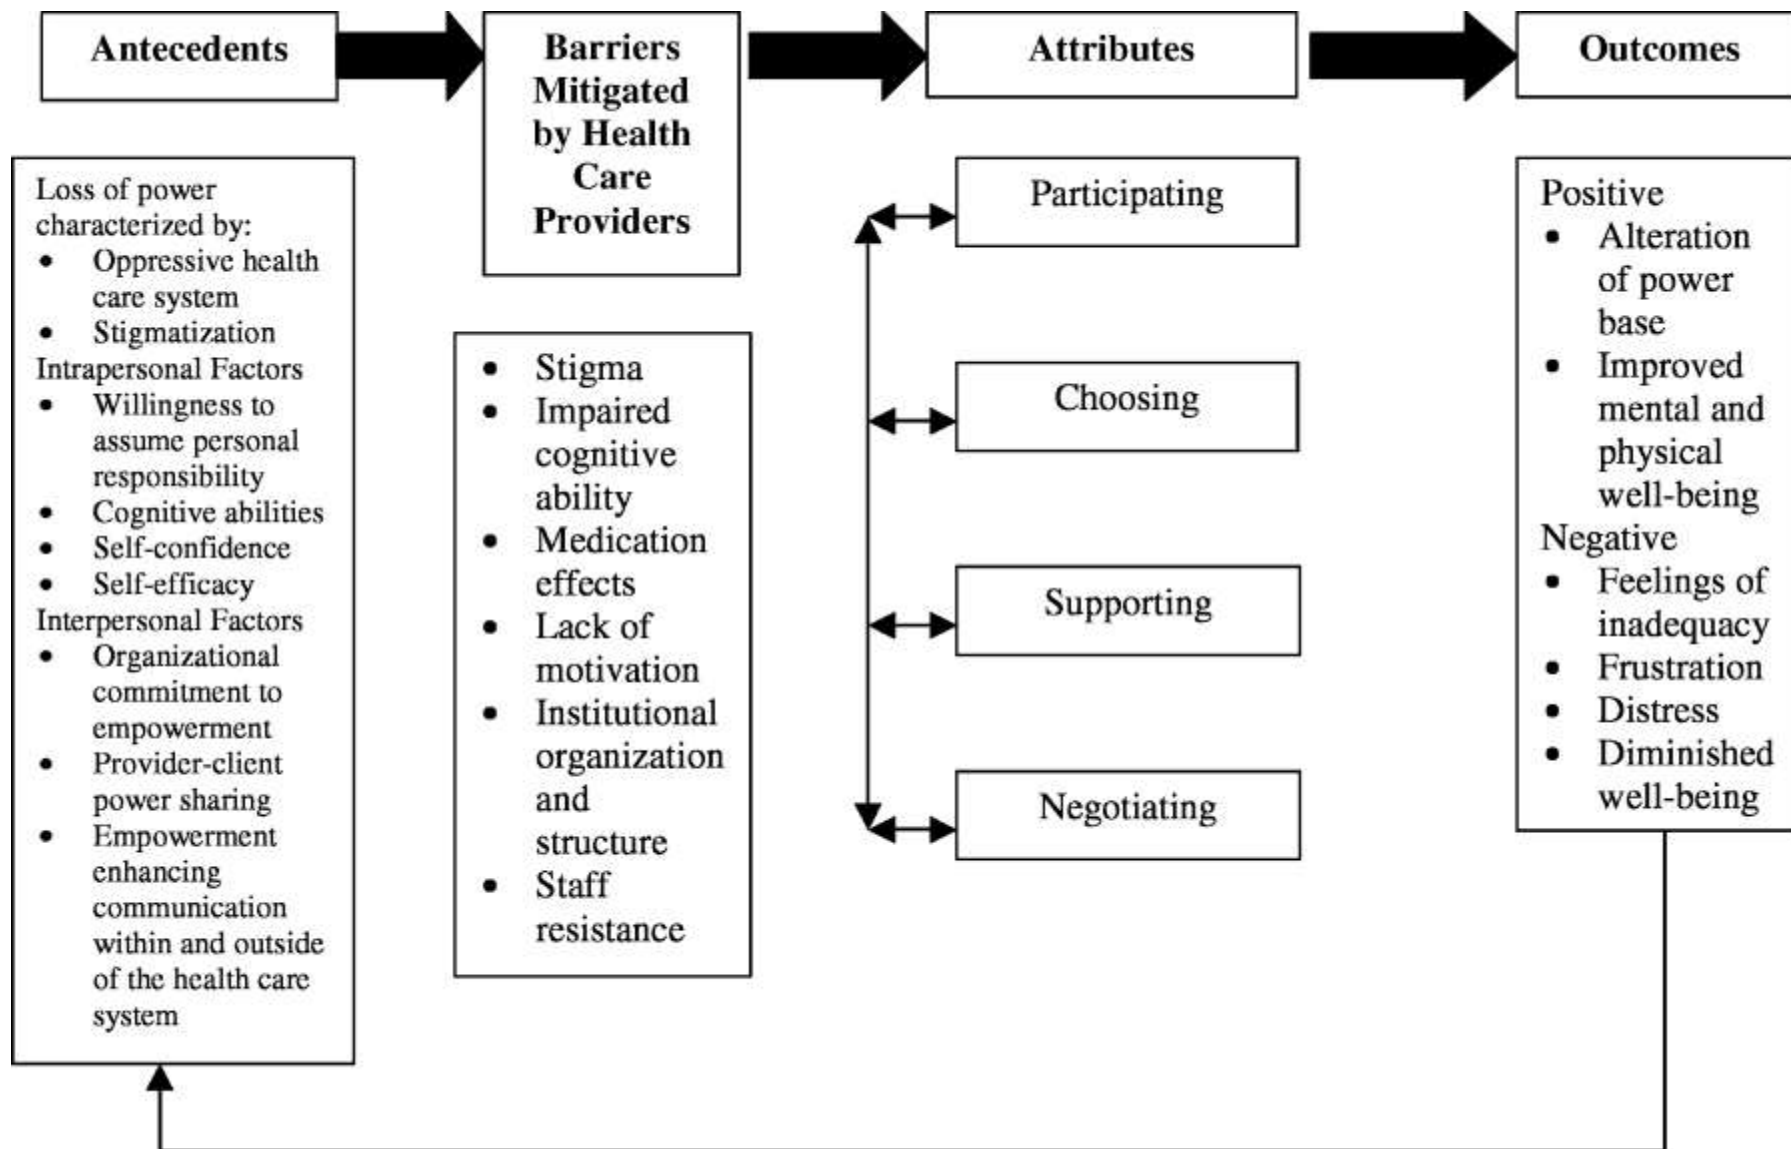 Antecedents
Barriers
Mitigated
by Health
Care
Providers
Attributes
Outcomes
Loss of power
characterized by:
• Oppressive health
care system
• Stigmatization
Intrapersonal Factors
• Willingness to
assume personal
responsibility
• Cognitive abilities
• Self-confidence
• Self-efficacy
Interpersonal Factors
• Organizational
commitment to
empowerment
• Provider-client
power sharing
• Empowerment
enhancing
communication
within and outside
of the health care
system
• Stigma
• Impaired
cognitive
ability
• Medication
effects
• Lack of
motivation
• Institutional
organization
and
structure
• Staff
resistance
Participating
Choosing
Supporting
Negotiating
Positive
• Alteration
of power
base
• Improved
mental and
physical
well-being
Negative
• Feelings of
inadequacy
• Frustration
• Distress
• Diminished
well-being